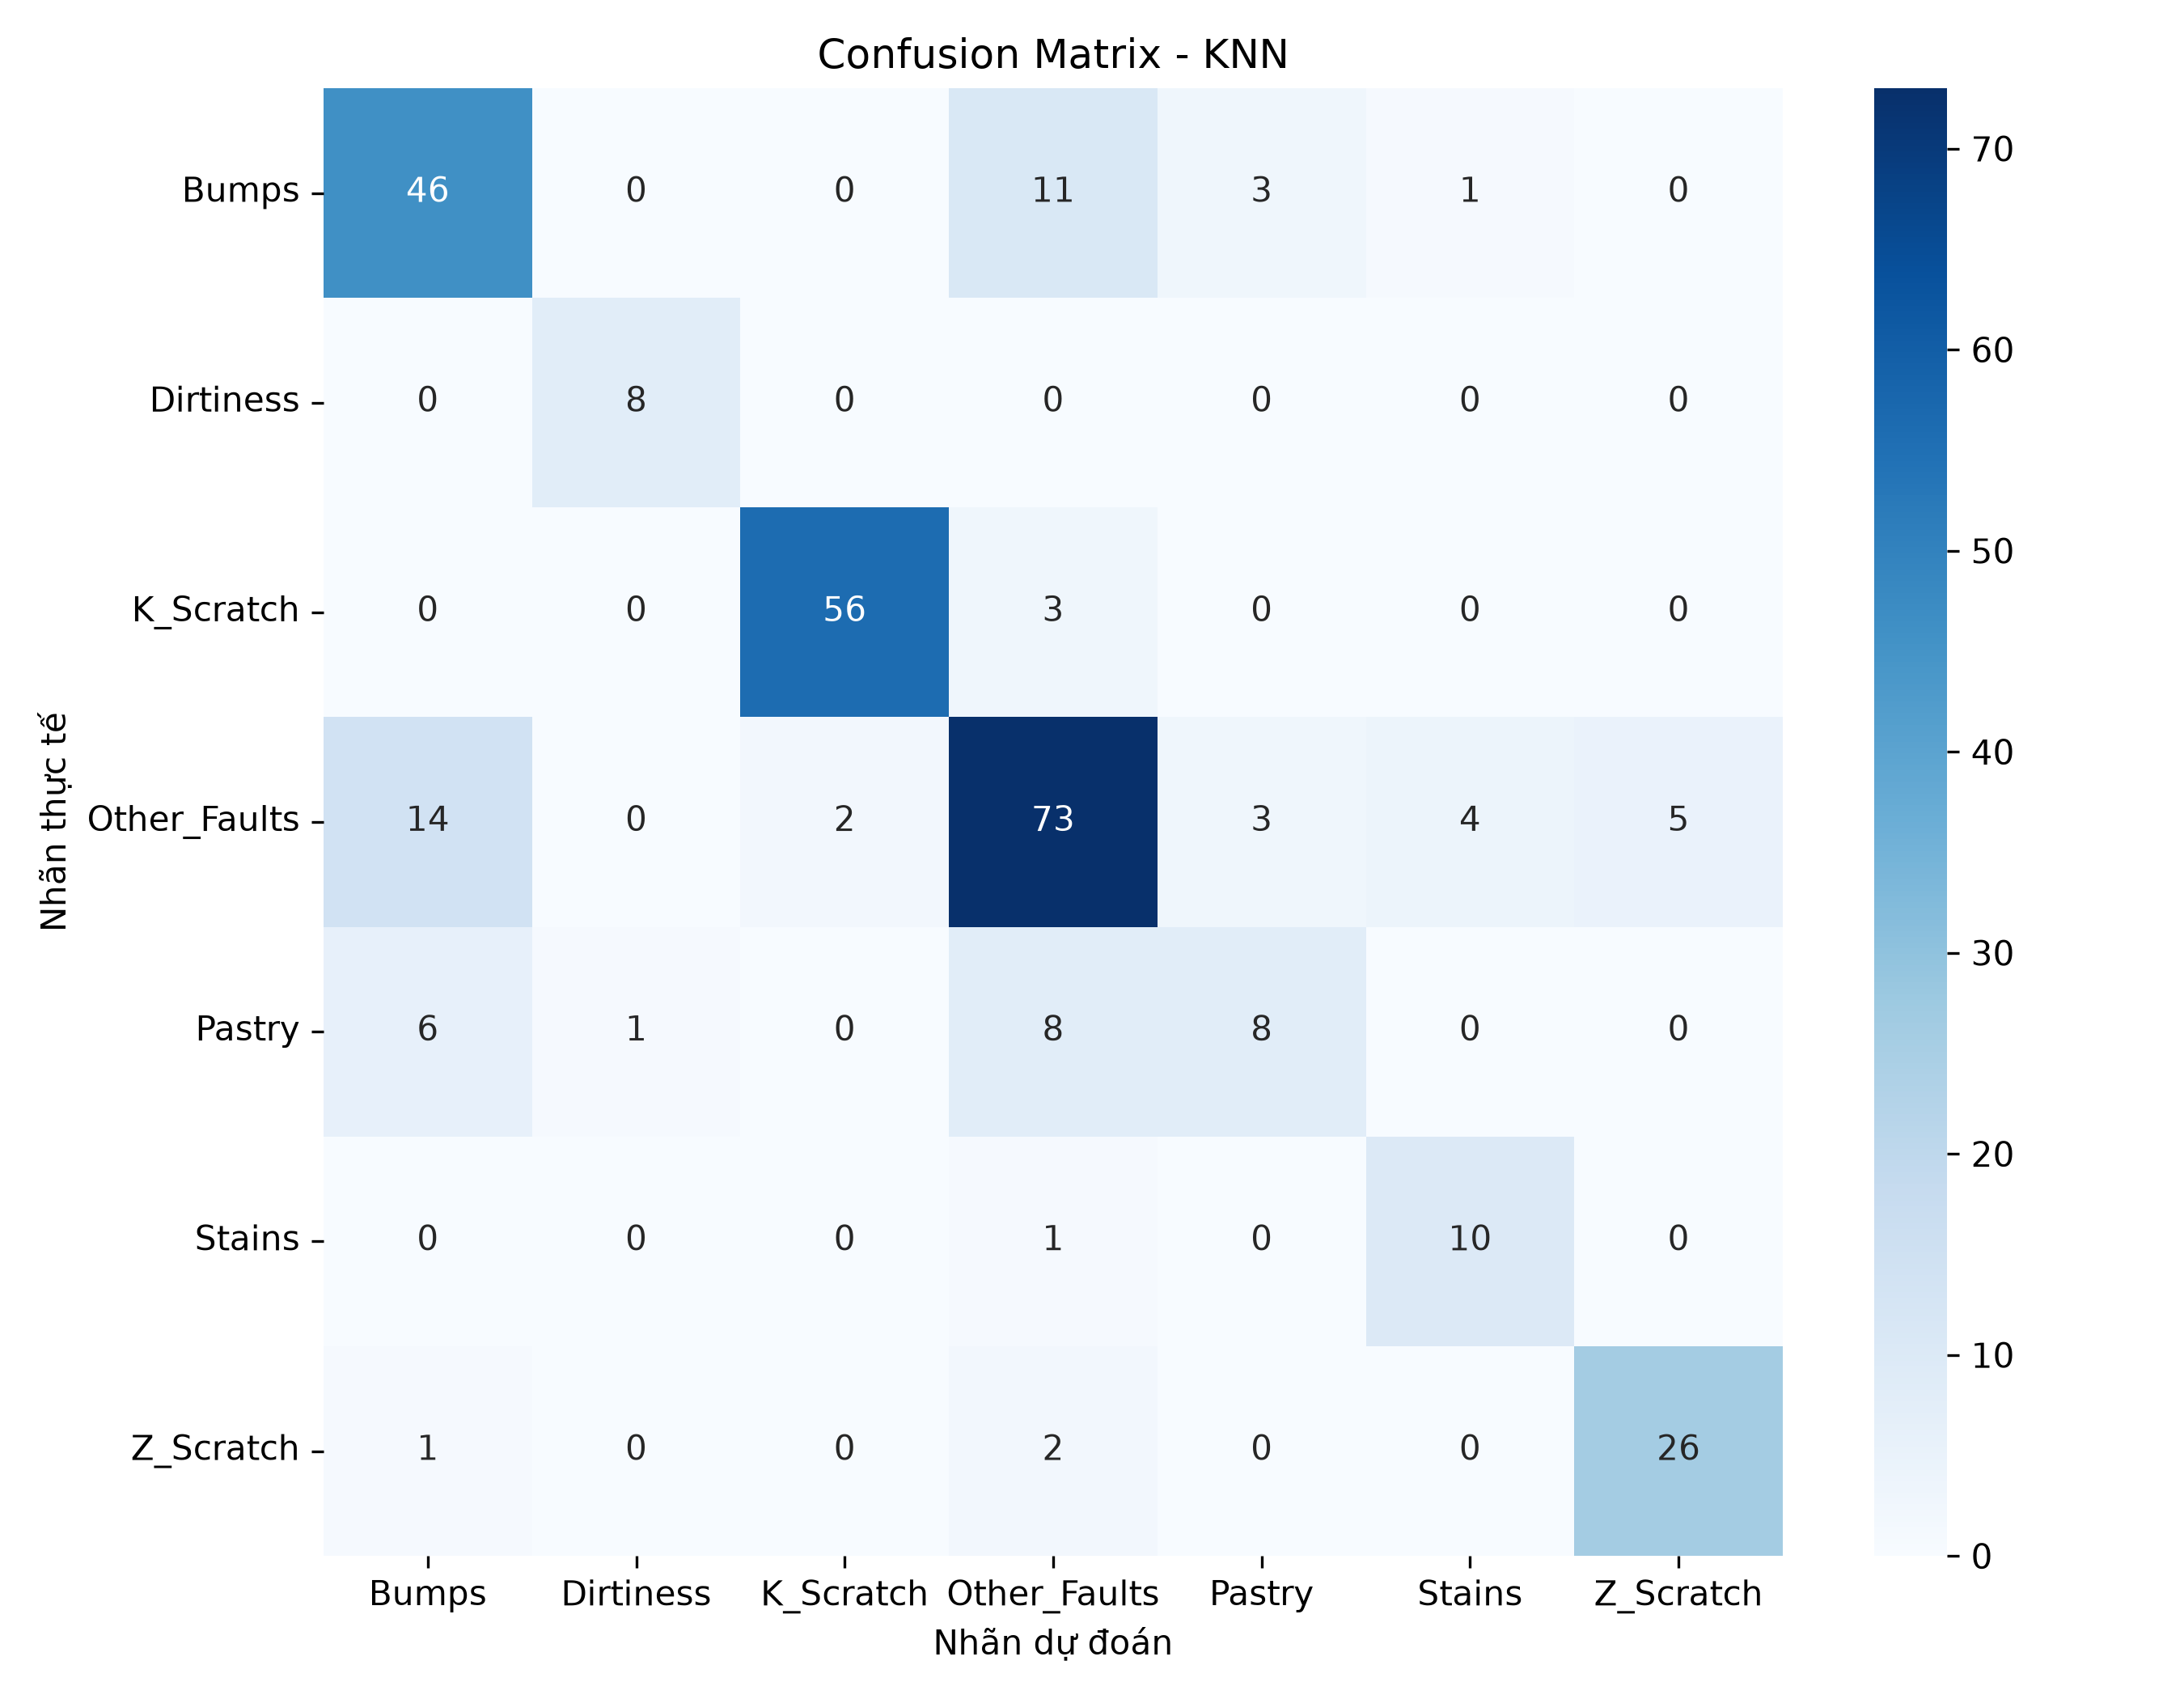 Confusion Matrix - KNN
Nhãn thực tế
Bumps 46 0 0 11 3 1 0
Dirtiness 0 8 0 0 0 0 0
K_Scratch 0 0 56 3 0 0 0
Other_Faults 14 0 2 73 3 4 5
Pastry 6 1 0 8 8 0 0
Stains 0 0 0 1 0 10 0
Z_Scratch 1 0 0 2 0 0 26
Bumps Dirtiness K_Scratch Other_Faults Pastry Stains Z_Scratch
Nhãn dự đoán
70
60
50
40
30
20
10
0